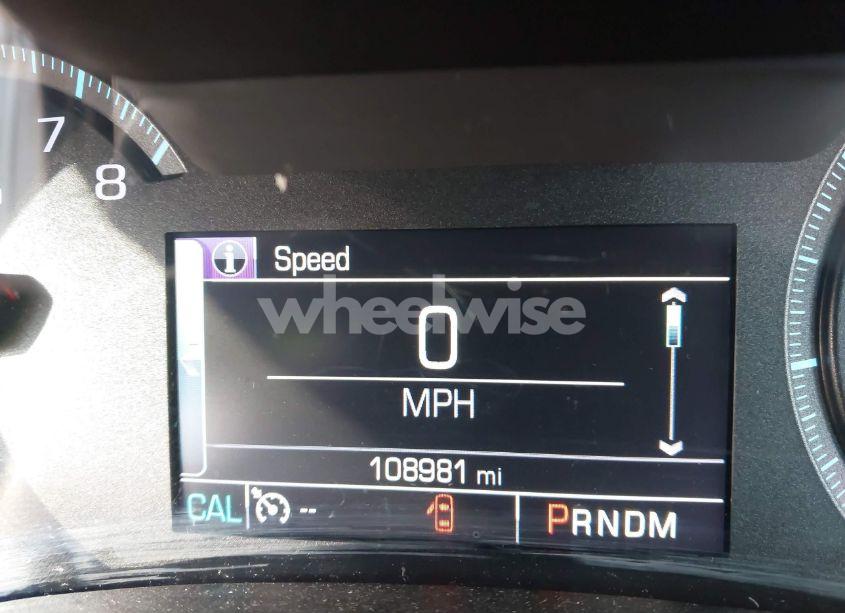 7
8
i Speed
wheelwise
0
MPH
108981 mi
CAL -- PRNDM